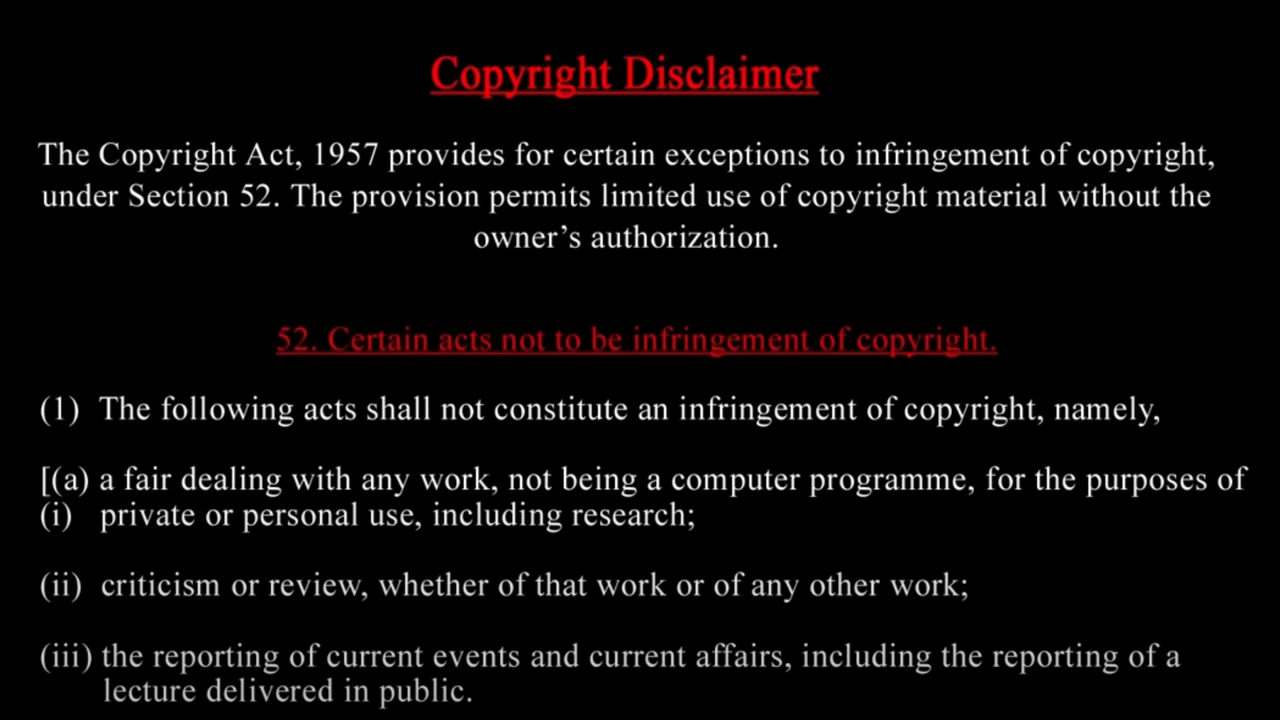 Copyright Disclaimer
The Copyright Act, 1957 provides for certain exceptions to infringement of copyright,
under Section 52. The provision permits limited use of copyright material without the
owner’s authorization.
52. Certain acts not to be infringement of copyright.
(1) The following acts shall not constitute an infringement of copyright, namely,
[(a) a fair dealing with any work, not being a computer programme, for the purposes of
(i) private or personal use, including research;
(ii) criticism or review, whether of that work or of any other work;
(iii) the reporting of current events and current affairs, including the reporting of a
lecture delivered in public.